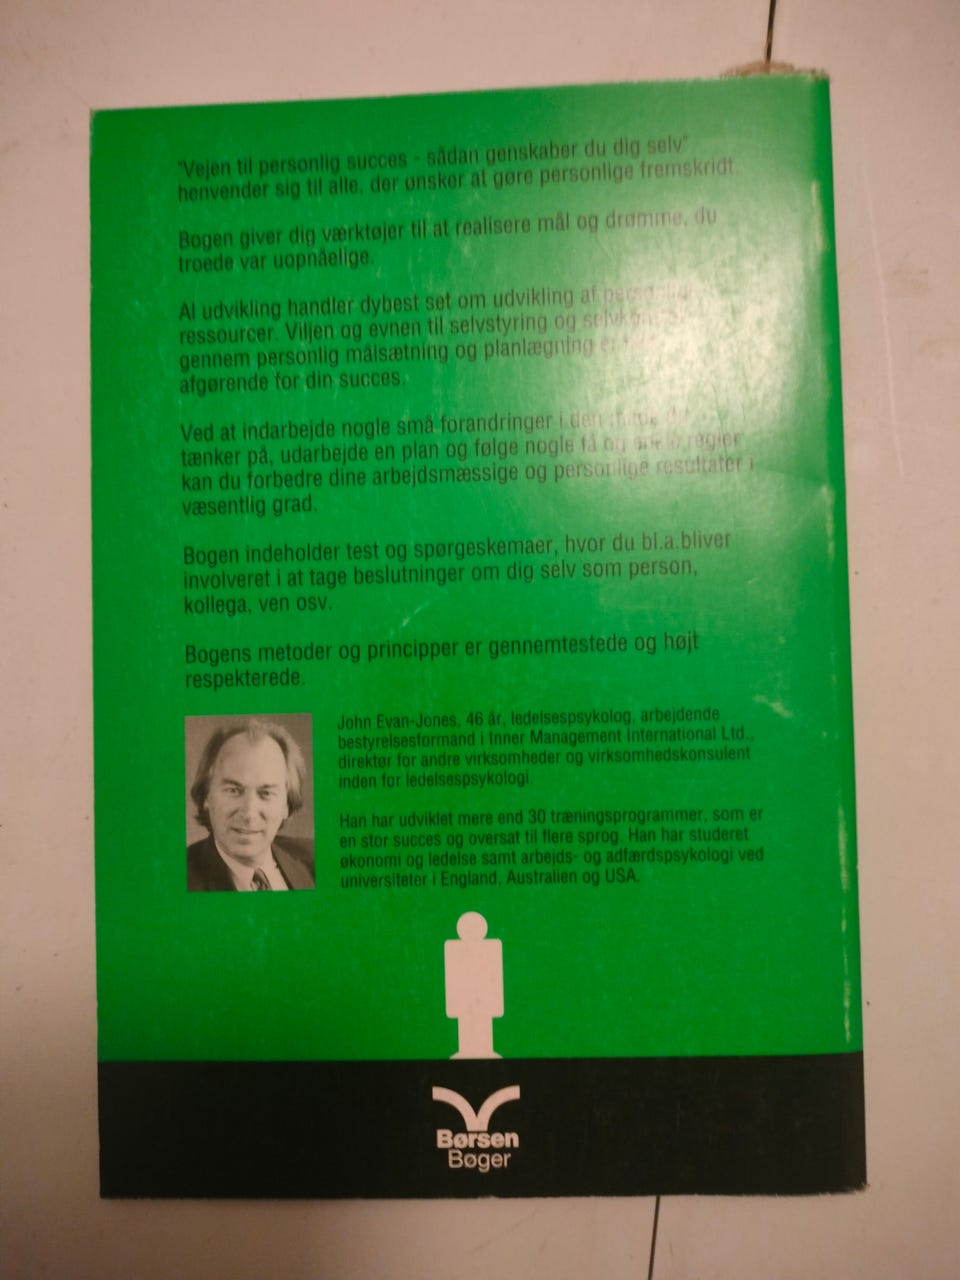 "Vejen til personlig succes - sådan genskaber du dig selv"
henvender sig til alle, der ønsker at gøre personlige fremskridt.
Bogen giver dig værktøjer til at realisere mål og drømme, du
troede var uopnåelige.
Al udvikling handler dybest set om udvikling af personlige
ressourcer. Viljen og evnen til selvstyring og
gennem personlig målsætning og planlægning er
afgørende for din succes.
Ved at indarbejde nogle små forandringer i den måde du
tænker på, udarbejde en plan og følge nogle få og enkle regler
kan du forbedre dine arbejdsmæssige og personlige resultater i
væsentlig grad.
Bogen indeholder test og spørgeskemaer, hvor du bl.a.bliver
involveret i at tage beslutninger om dig selv som person,
kollega, ven osv.
Bogens metoder og principper er gennemtestede og højt
respekterede.
John Evan-Jones, 46 år, ledelsespsykolog, arbejdende
bestyrelsesformand i Inner Management International Ltd.,
direktør for andre virksomheder og virksomhedskonsulent
inden for ledelsespsykologi.
Han har udviklet mere end 30 træningsprogrammer, som er
en stor succes og oversat til flere sprog. Han har studeret
økonomi og ledelse samt arbejds- og adfærdspsykologi ved
universiteter i England, Australien og USA.
Børsen
Bøger